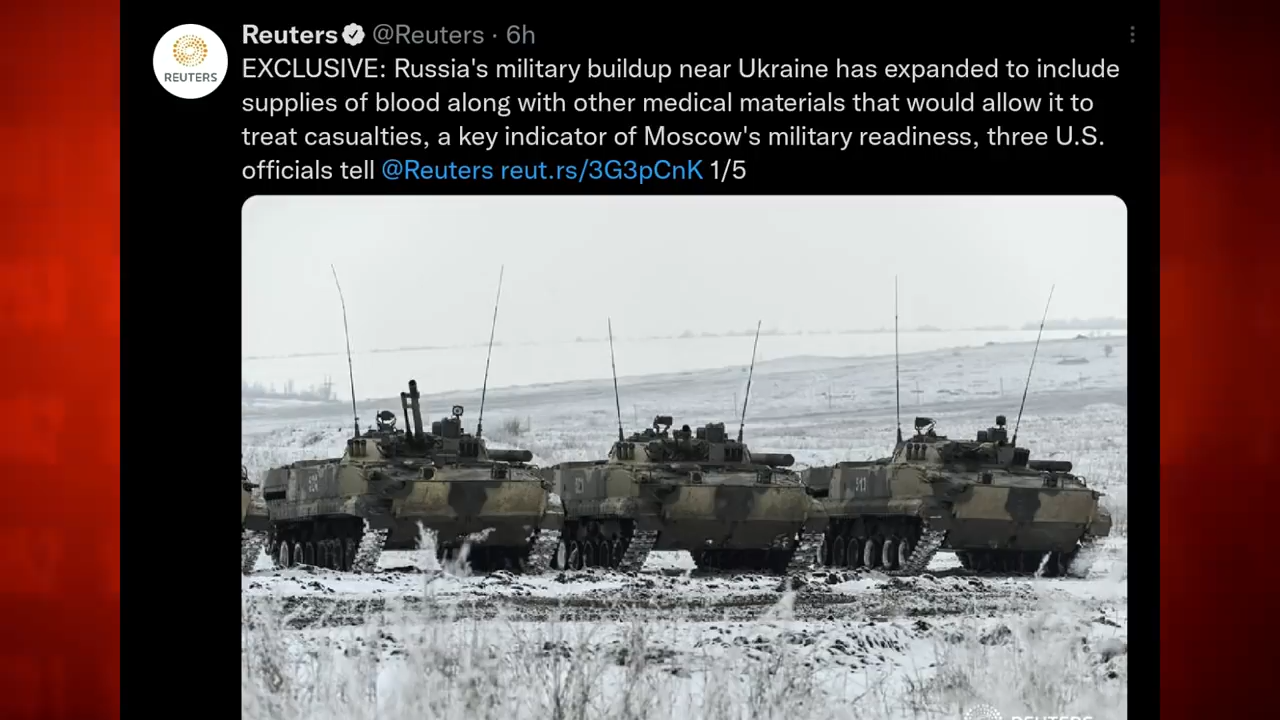 Reuters @Reuters · 6h
REUTERS
EXCLUSIVE: Russia's military buildup near Ukraine has expanded to include
supplies of blood along with other medical materials that would allow it to
treat casualties, a key indicator of Moscow's military readiness, three U.S.
officials tell @Reuters reut.rs/3G3pCnK 1/5
REUTERS